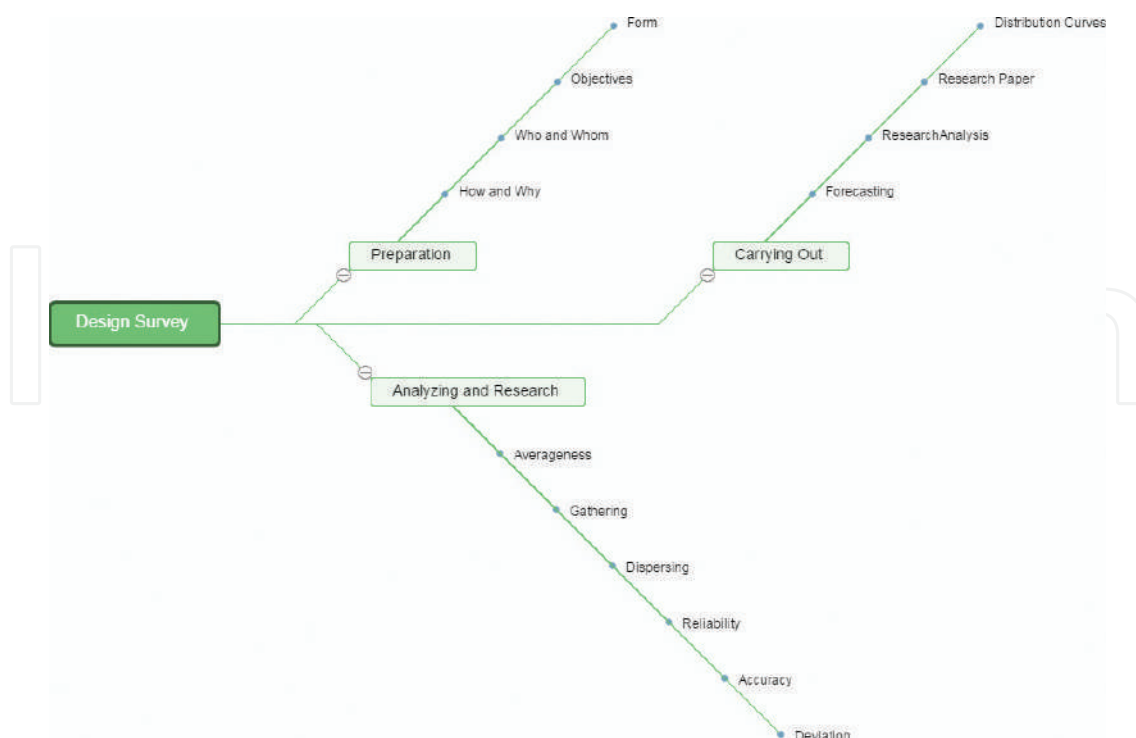 Form
Distribution Curves
Objectives
Research Paper
Who and Whom
ResearchAnalysis
How and Why
Forecasting
Preparation
Carrying Out
Design Survey
Analyzing and Research
Averageness
Gathering
Dispersing
Reliability
Accuracy
Deviation